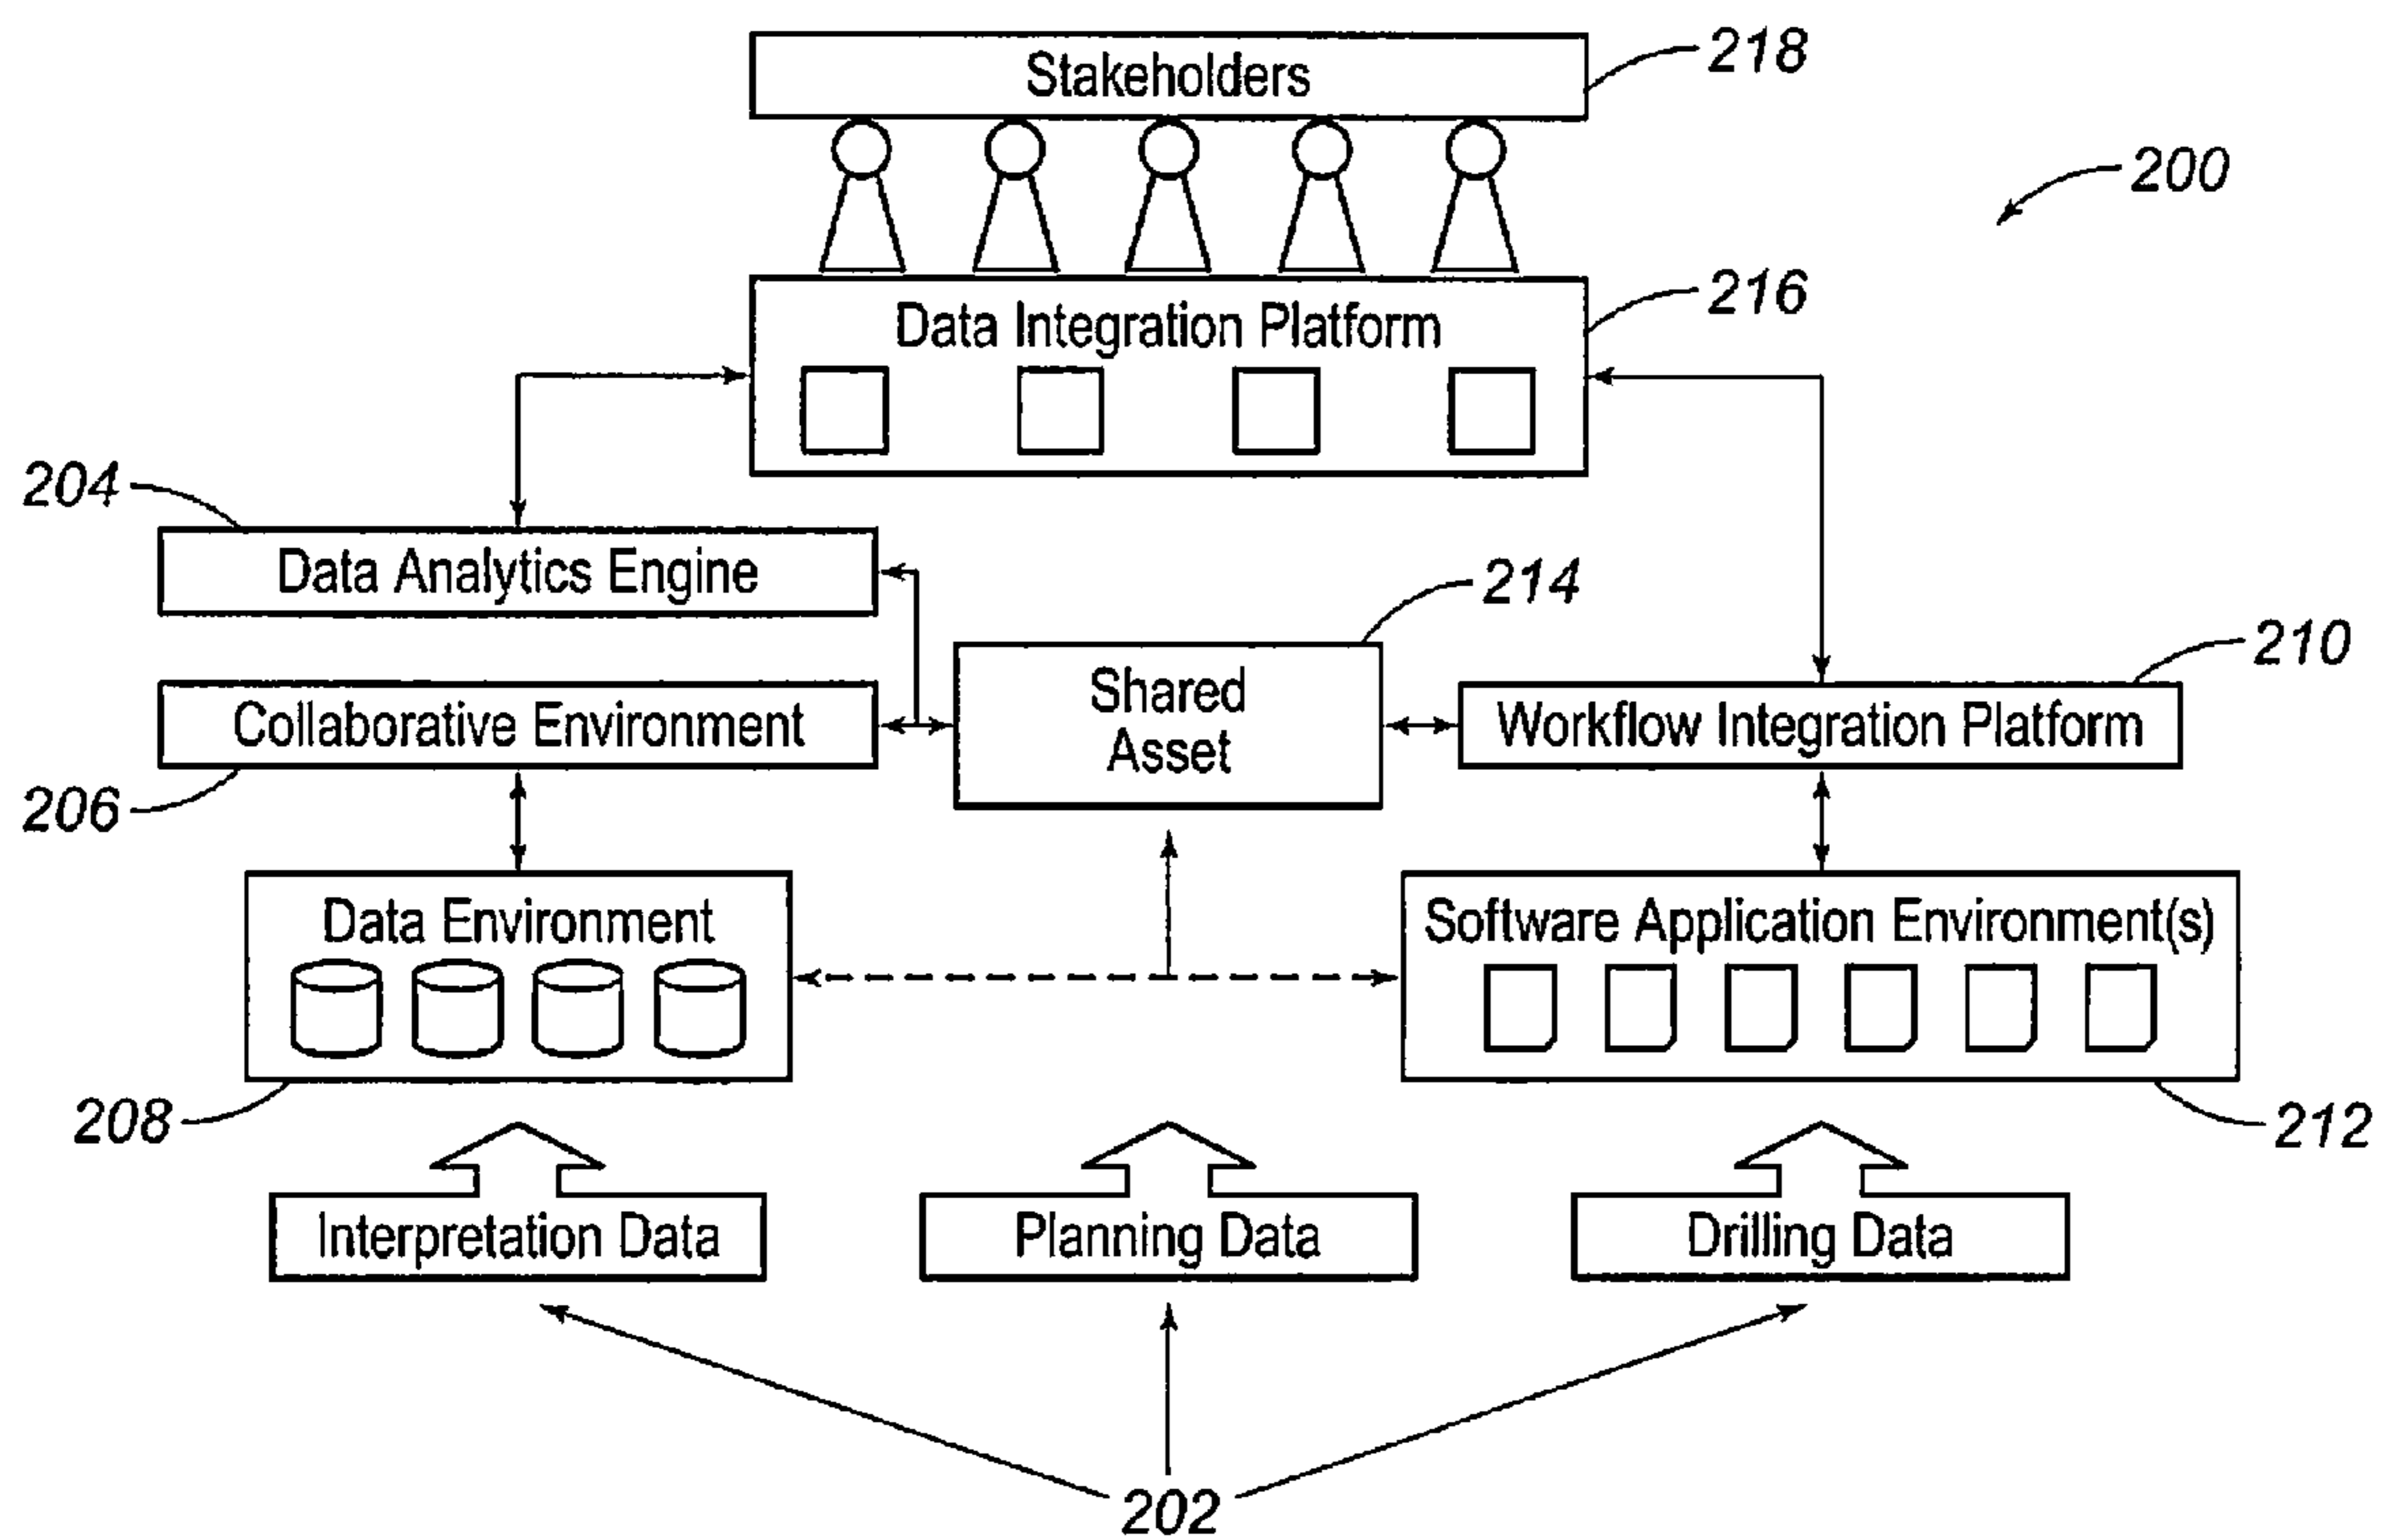 Stakeholders
218
200
Data Integration Platform
216
204
Data Analytics Engine
214
Shared
Asset
210
Collaborative Environment
Workflow Integration Platform
206
Data Environment
Software Application Environment(s)
208
212
Interpretation Data
Planning Data
Drilling Data
202